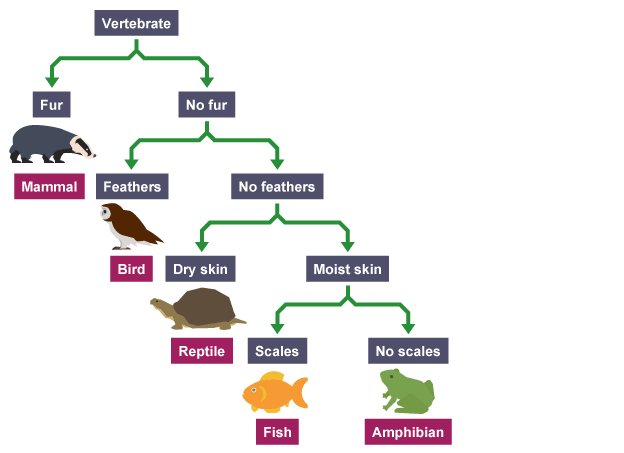 Vertebrate
Fur
No fur
Mammal
Feathers
No feathers
Bird
Dry skin
Moist skin
Reptile
Scales
No scales
Fish
Amphibian